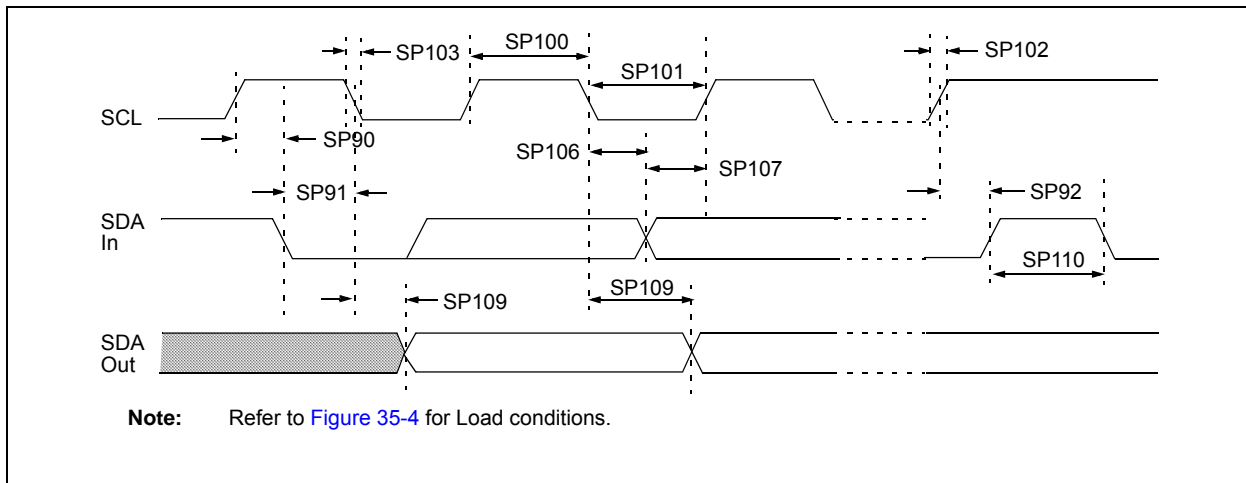 SP103
SP100
SP102
SP101
SCL
SP90
SP106
SP107
SP91
SP92
SDA
In
SP110
SP109
SP109
SDA
Out
Note: Refer to Figure 35-4 for Load conditions.